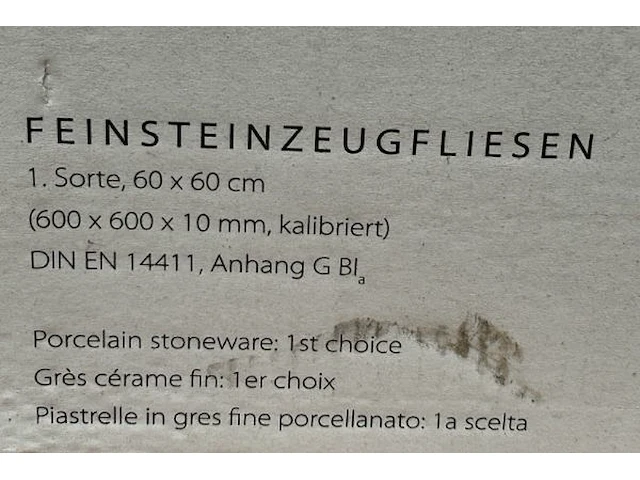 FEINSTEINZEUGFLIESEN
1. Sorte, 60 x 60 cm
(600 x 600 x 10 mm, kalibriert)
DIN EN 14411, Anhang G BIa
Porcelain stoneware: 1st choice
Grès cérame fin: 1er choix
Piastrelle in gres fine porcellanato: 1a scelta